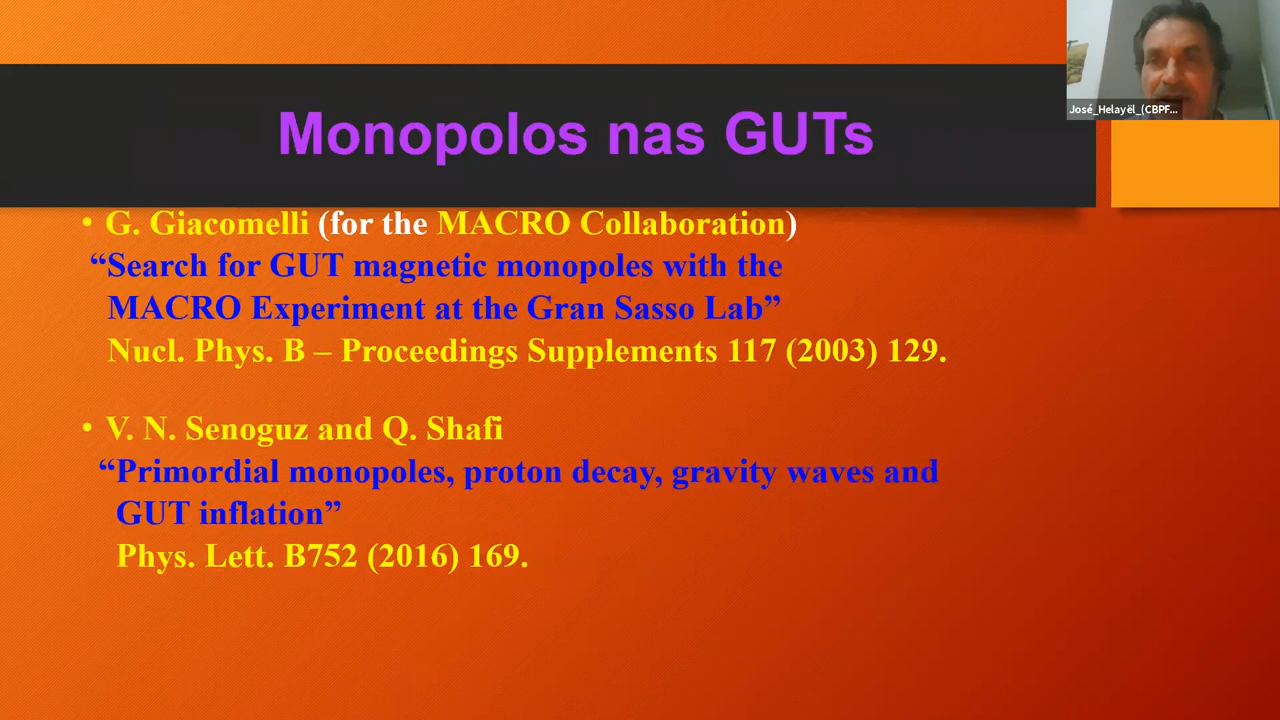 José_Helayël_(CBPF...
Monopolos nas GUTs
• G. Giacomelli (for the MACRO Collaboration)
“Search for GUT magnetic monopoles with the
MACRO Experiment at the Gran Sasso Lab”
Nucl. Phys. B – Proceedings Supplements 117 (2003) 129.
• V. N. Senoguz and Q. Shafi
“Primordial monopoles, proton decay, gravity waves and
GUT inflation”
Phys. Lett. B752 (2016) 169.